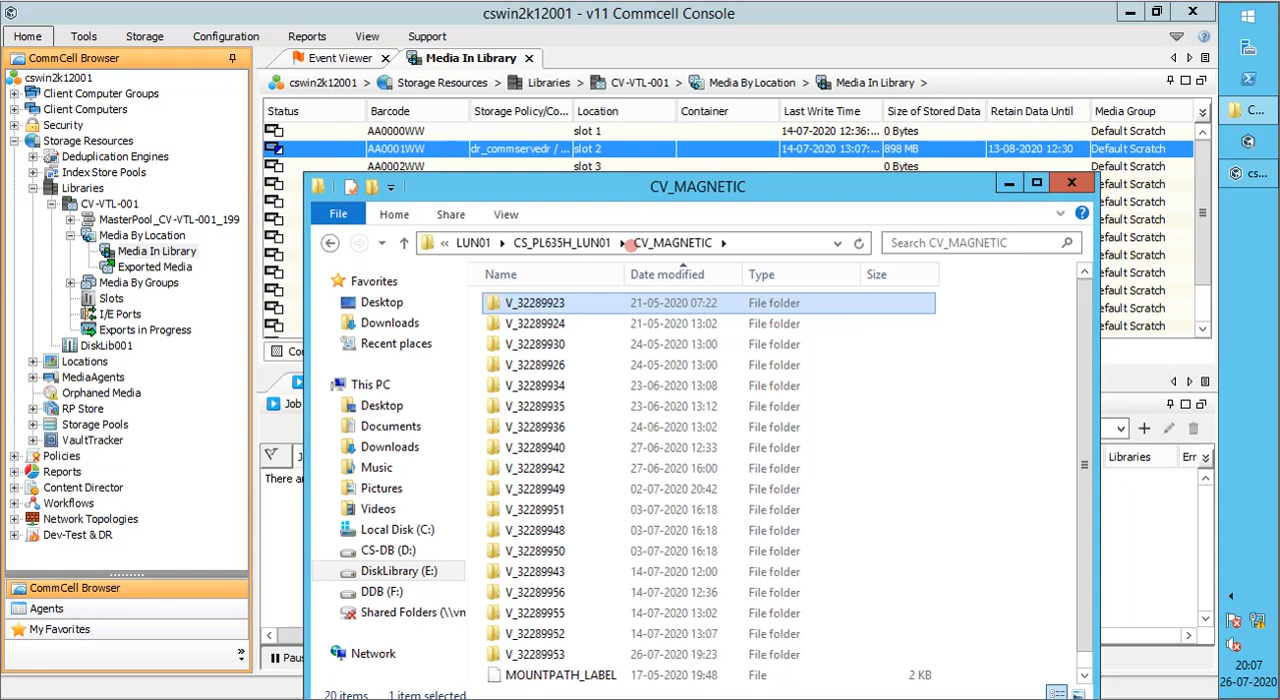 cswin2k12001 - v11 Commcell Console
Home Tools Storage Configuration Reports View Support
CommCell Browser
cswin2k12001
Client Computer Groups
Client Computers
Security
Storage Resources
Deduplication Engines
Index Store Pools
Libraries
CV-VTL-001
MasterPool_CV-VTL-001_199
Media By Location
Media In Library
Exported Media
Media By Groups
Slots
I/E Ports
Exports in Progress
DiskLib001
Locations
MediaAgents
Orphaned Media
RP Store
Storage Pools
VaultTracker
Policies
Reports
Content Director
Workflows
Network Topologies
Dev-Test & DR
CommCell Browser
Agents
My Favorites
Event Viewer Media In Library
cswin2k12001 > Storage Resources > Libraries > CV-VTL-001 > Media By Location > Media In Library >
Status Barcode Storage Policy/Co... Location Container Last Write Time Size of Stored Data Retain Data Until Media Group
AA0000WW slot 1 14-07-2020 12:36:... 0 Bytes Default Scratch
AA0001WW dr_commservedr / ... slot 2 14-07-2020 13:07:... 898 MB 13-08-2020 12:30 Default Scratch
AA0002WW slot 3 Default Scratch
Default Scratch
Default Scratch
Default Scratch
Default Scratch
Default Scratch
Default Scratch
Default Scratch
Default Scratch
Default Scratch
Co
Job
J
There ar
Libraries Err
Pau
CV_MAGNETIC
File Home Share View
« LUN01 CS_PL635H_LUN01 CV_MAGNETIC
Search CV_MAGNETIC
Favorites
Desktop
Downloads
Recent places
This PC
Desktop
Documents
Downloads
Music
Pictures
Videos
Local Disk (C:)
CS-DB (D:)
DiskLibrary (E:)
DDB (F:)
Shared Folders (\\vn
Network
Name Date modified Type Size
V_32289923 21-05-2020 07:22 File folder
V_32289924 21-05-2020 13:02 File folder
V_32289930 24-05-2020 13:00 File folder
V_32289926 24-05-2020 13:00 File folder
V_32289934 23-06-2020 13:08 File folder
V_32289935 23-06-2020 13:12 File folder
V_32289936 24-06-2020 13:02 File folder
V_32289940 27-06-2020 12:33 File folder
V_32289942 27-06-2020 16:00 File folder
V_32289949 02-07-2020 20:42 File folder
V_32289951 03-07-2020 16:18 File folder
V_32289948 03-07-2020 16:18 File folder
V_32289950 03-07-2020 16:18 File folder
V_32289943 14-07-2020 12:00 File folder
V_32289956 14-07-2020 12:36 File folder
V_32289955 14-07-2020 13:02 File folder
V_32289952 14-07-2020 13:07 File folder
V_32289953 26-07-2020 19:23 File folder
MOUNTPATH_LABEL 17-05-2020 19:48 File 2 KB
20 items 1 item selected
C...
cs...
20:07
26-07-2020